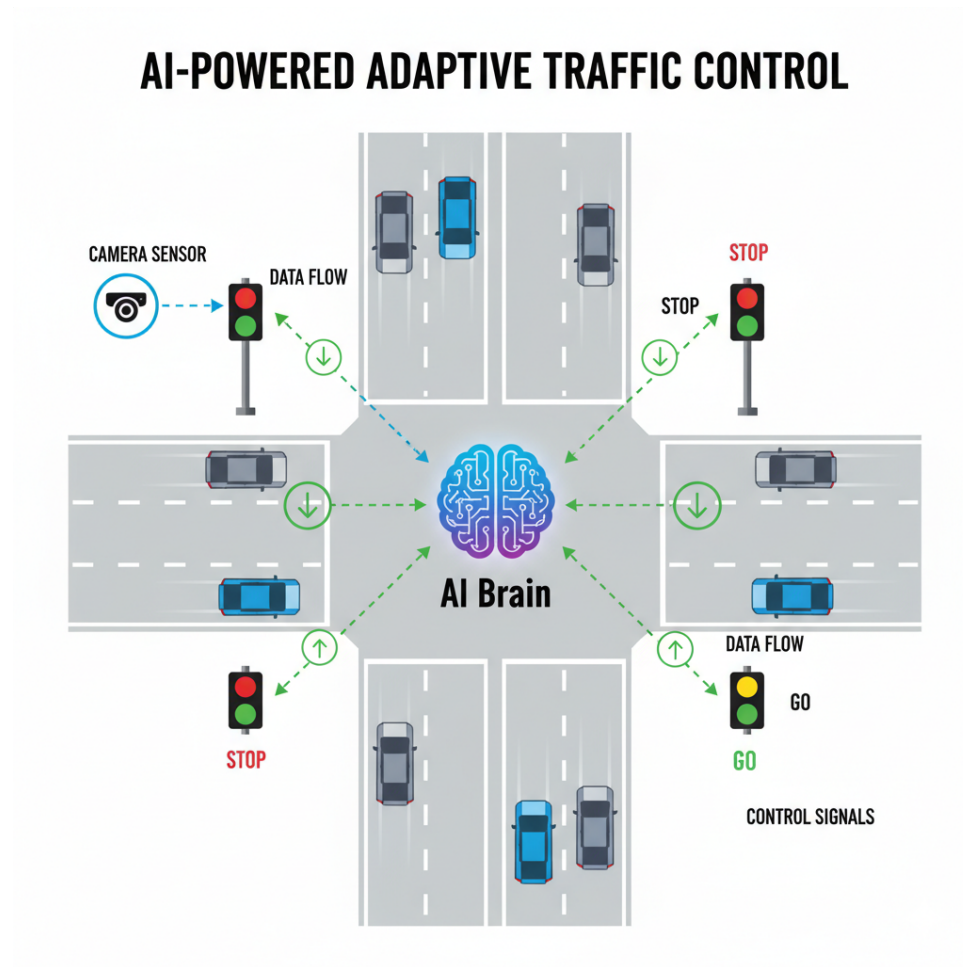 AI-POWERED ADAPTIVE TRAFFIC CONTROL
CAMERA SENSOR
DATA FLOW
STOP
STOP
AI Brain
DATA FLOW
STOP
GO
GO
CONTROL SIGNALS